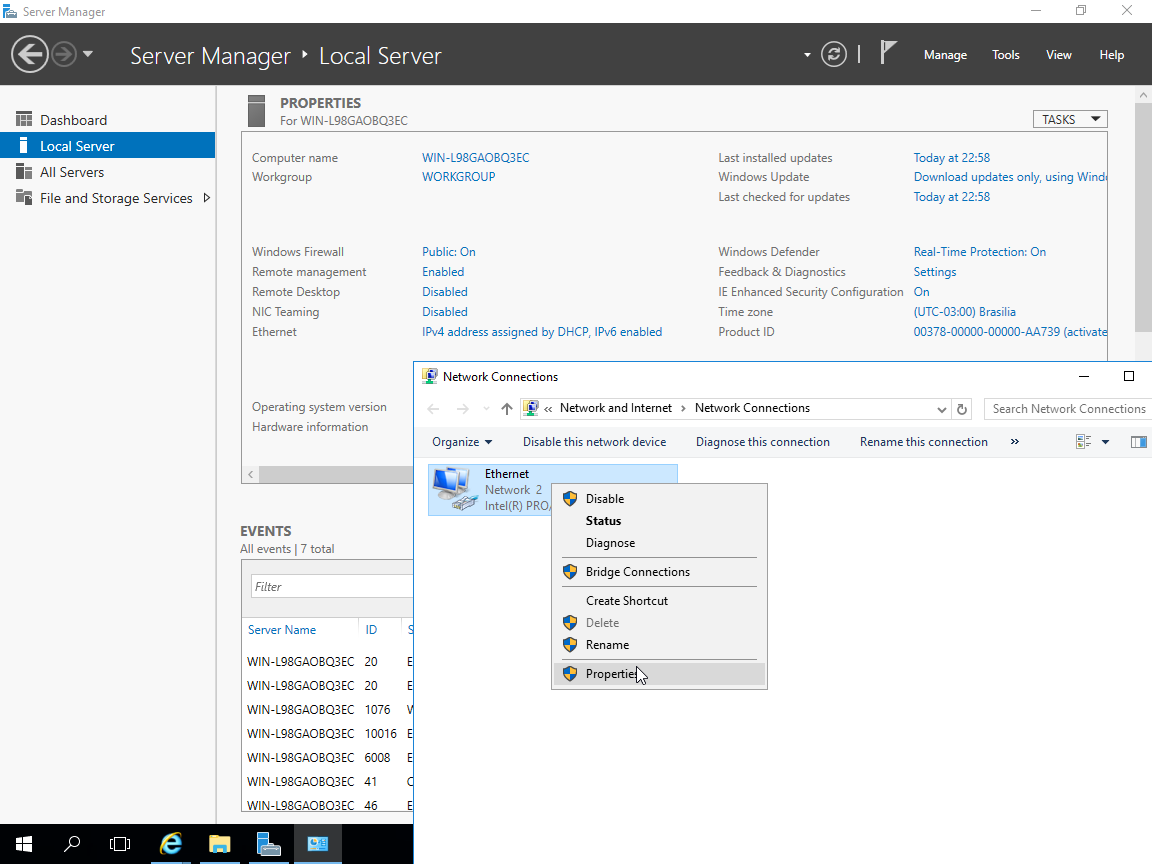 Server Manager
Server Manager ‣ Local Server
Manage Tools View Help
Dashboard
Local Server
All Servers
File and Storage Services
PROPERTIES
For WIN-L98GAOBQ3EC
TASKS
Computer name WIN-L98GAOBQ3EC
Workgroup WORKGROUP
Last installed updates Today at 22:58
Windows Update Download updates only, using Windo
Last checked for updates Today at 22:58
Windows Firewall Public: On
Remote management Enabled
Remote Desktop Disabled
NIC Teaming Disabled
Ethernet IPv4 address assigned by DHCP, IPv6 enabled
Windows Defender Real-Time Protection: On
Feedback & Diagnostics Settings
IE Enhanced Security Configuration On
Time zone (UTC-03:00) Brasilia
Product ID 00378-00000-00000-AA739 (activate
Operating system version
Hardware information
EVENTS
All events | 7 total
Filter
Server Name ID S
WIN-L98GAOBQ3EC 20 E
WIN-L98GAOBQ3EC 20 E
WIN-L98GAOBQ3EC 1076 W
WIN-L98GAOBQ3EC 10016 E
WIN-L98GAOBQ3EC 6008 E
WIN-L98GAOBQ3EC 41 C
WIN-L98GAOBQ3EC 46 E
Network Connections
« Network and Internet › Network Connections
Search Network Connections
Organize Disable this network device Diagnose this connection Rename this connection »
Ethernet
Network 2
Intel(R) PRO/
Disable
Status
Diagnose
Bridge Connections
Create Shortcut
Delete
Rename
Properties